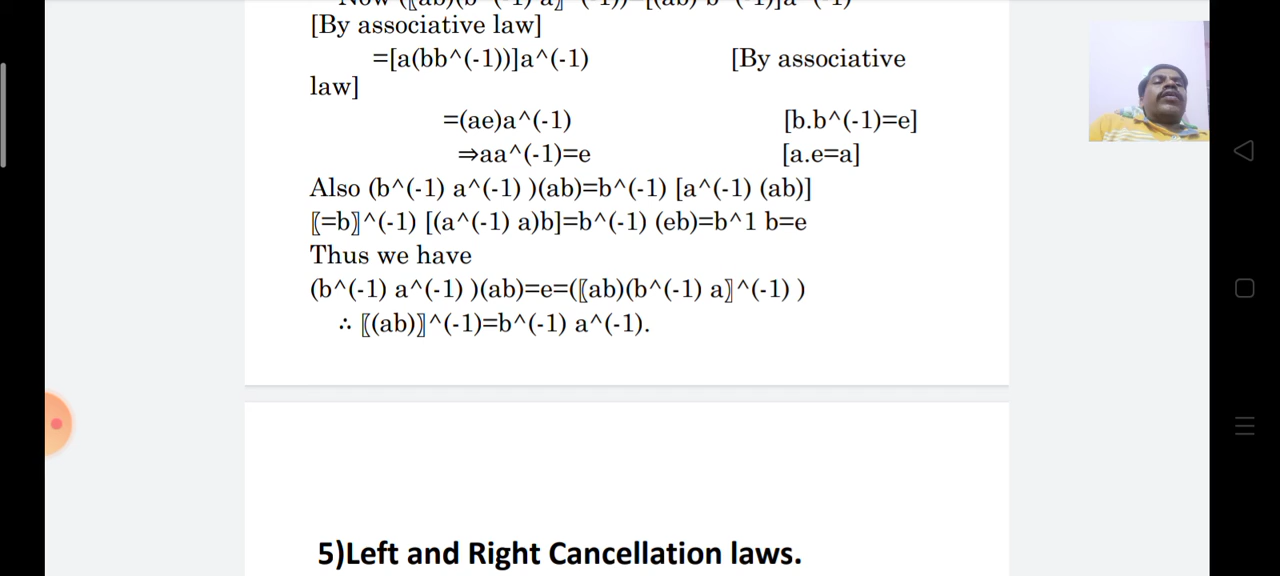 [By associative law]
=[a(bb^(-1))]a^(-1) [By associative
law]
=(ae)a^(-1) [b.b^(-1)=e]
⇒aa^(-1)=e [a.e=a]
Also (b^(-1) a^(-1) )(ab)=b^(-1) [a^(-1) (ab)]
〖=b〗^(-1) [(a^(-1) a)b]=b^(-1) (eb)=b^1 b=e
Thus we have
(b^(-1) a^(-1) )(ab)=e=(〖ab)(b^(-1) a〗^(-1) )
∴ 〖(ab)〗^(-1)=b^(-1) a^(-1).
5)Left and Right Cancellation laws.